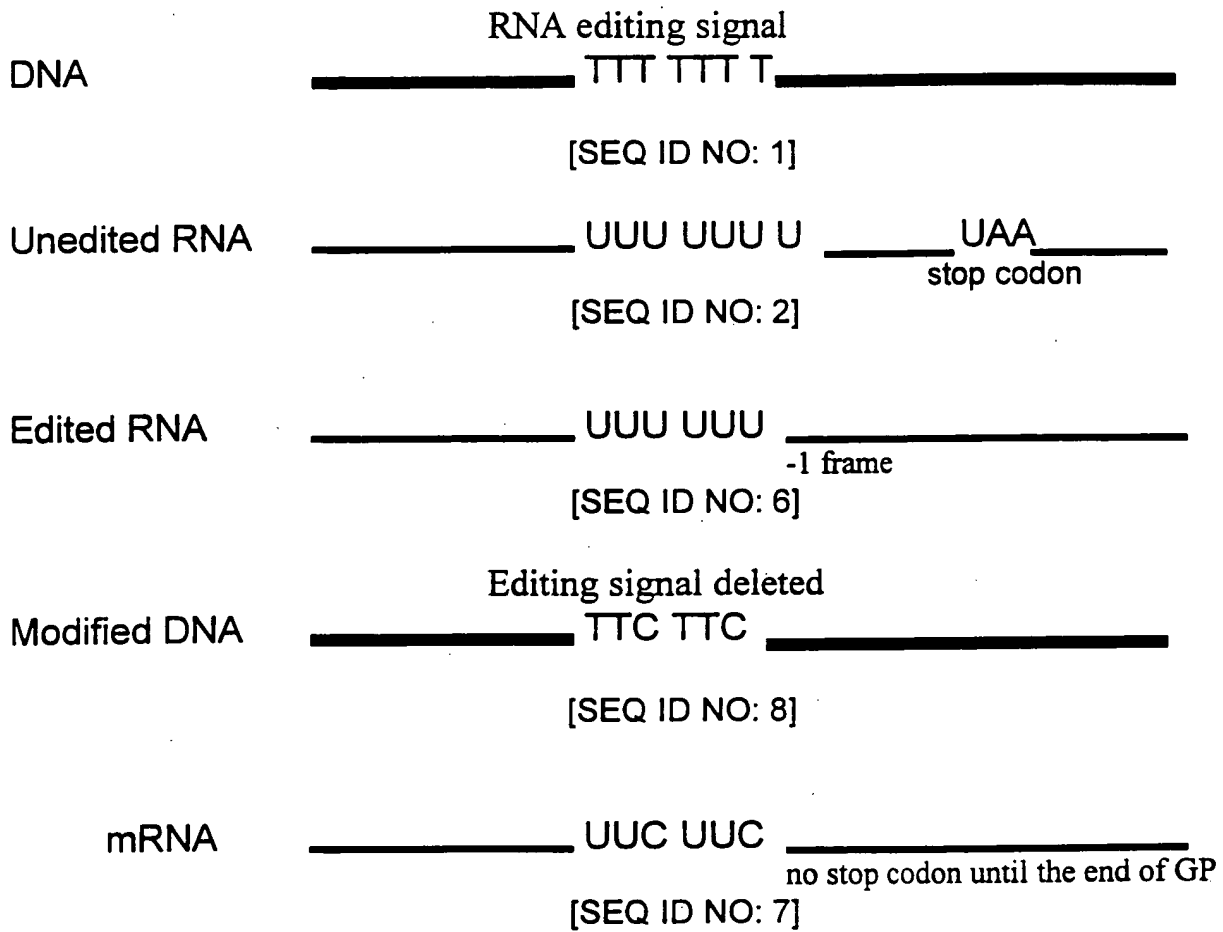 RNA editing signal
DNA TTT TTT T
[SEQ ID NO: 1]
Unedited RNA UUU UUU U UAA
stop codon
[SEQ ID NO: 2]
Edited RNA UUU UUU
-1 frame
[SEQ ID NO: 6]
Editing signal deleted
Modified DNA TTC TTC
[SEQ ID NO: 8]
mRNA UUC UUC
no stop codon until the end of GP
[SEQ ID NO: 7]